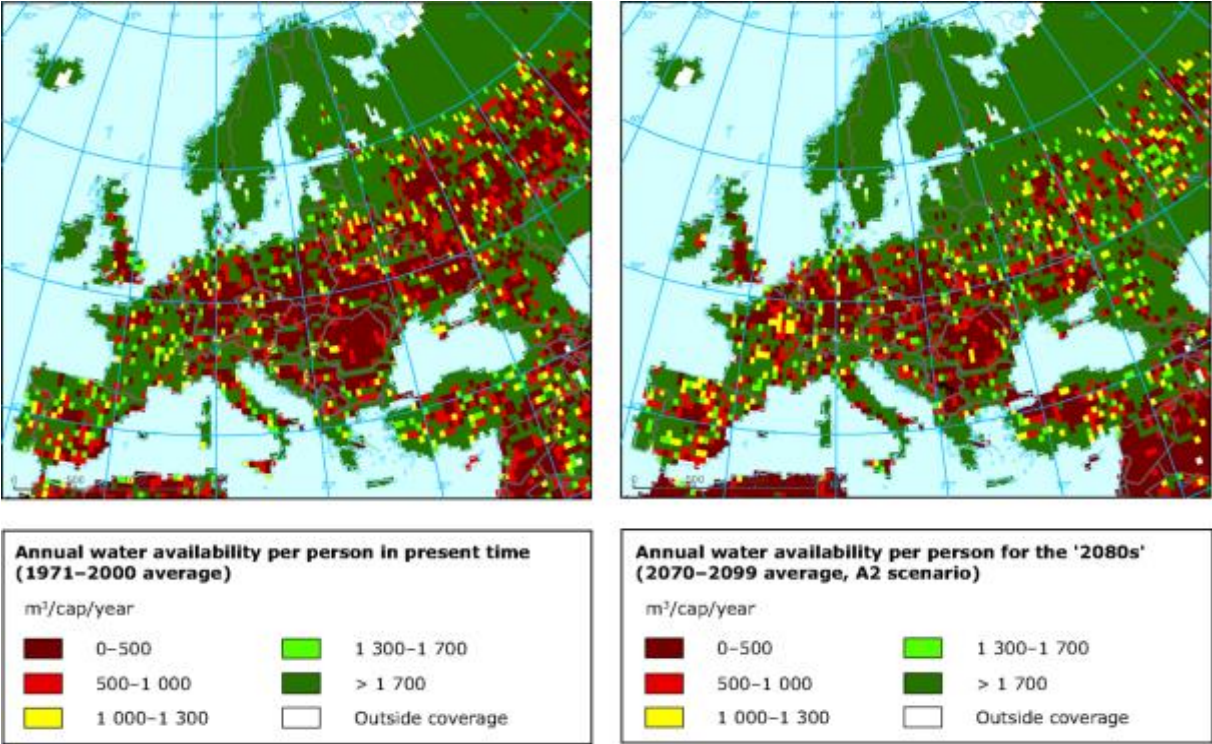 Annual water availability per person in present time
(1971–2000 average)
m³/cap/year
0–500
1 300–1 700
500–1 000
> 1 700
1 000–1 300
Outside coverage
Annual water availability per person for the '2080s'
(2070–2099 average, A2 scenario)
m³/cap/year
0–500
1 300–1 700
500–1 000
> 1 700
1 000–1 300
Outside coverage